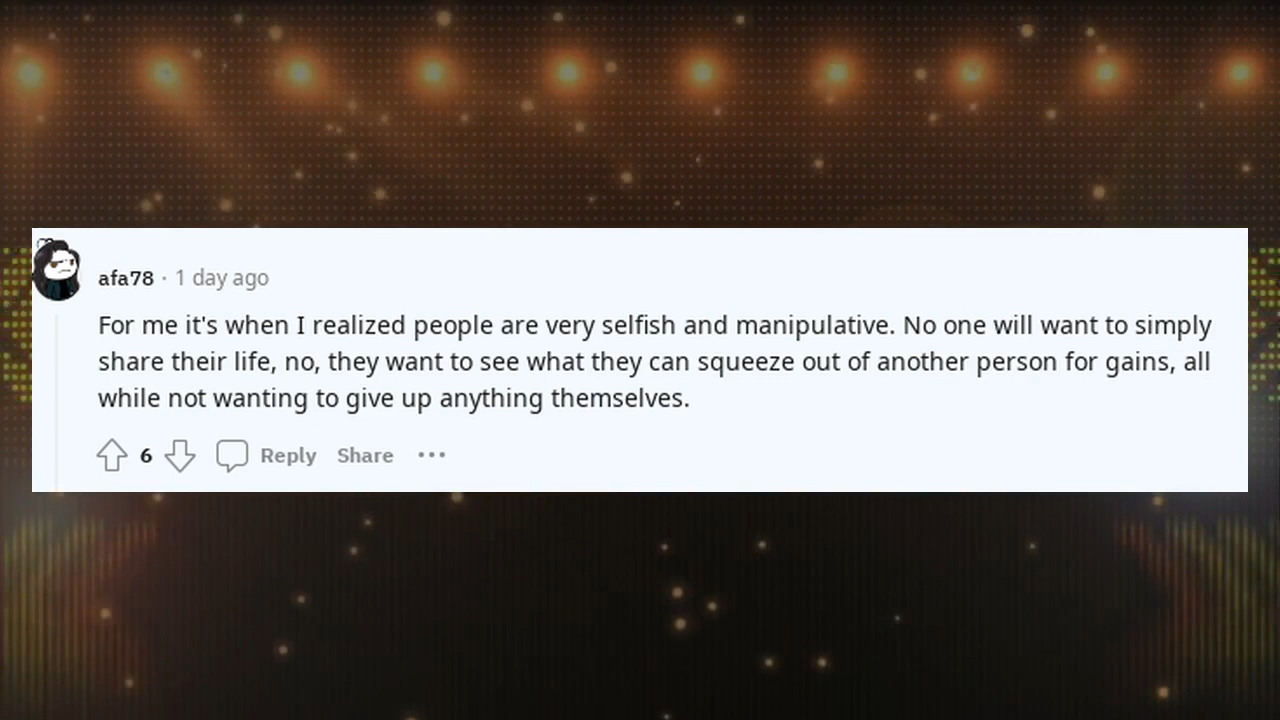 afa78 · 1 day ago
For me it's when I realized people are very selfish and manipulative. No one will want to simply
share their life, no, they want to see what they can squeeze out of another person for gains, all
while not wanting to give up anything themselves.
6 Reply Share •••